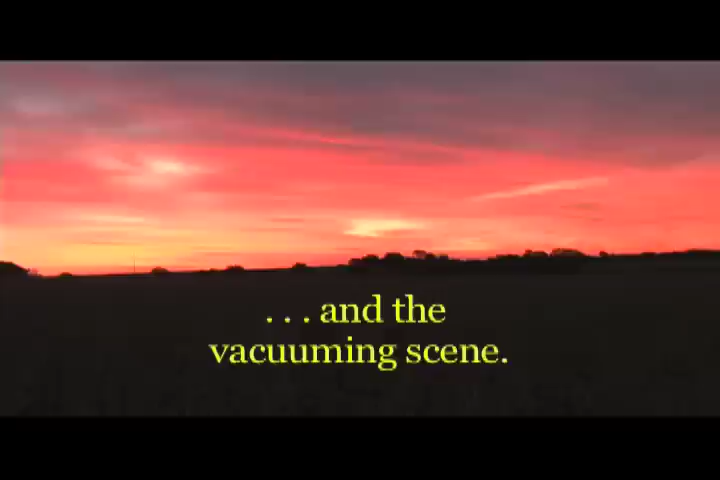 . . . and the
vacuuming scene.